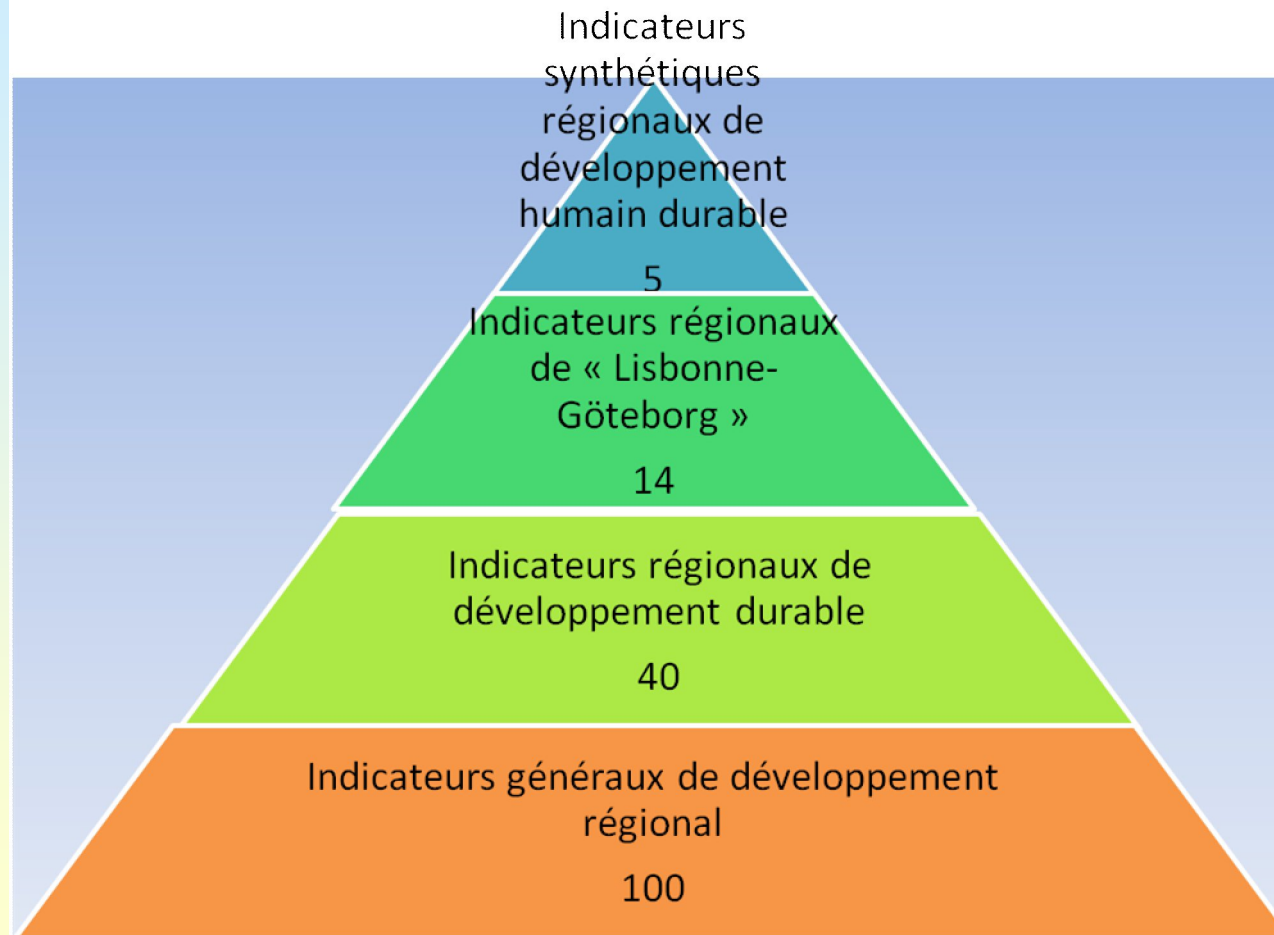 Indicateurs
synthétiques
régionaux de
développement
humain durable
5
Indicateurs régionaux
de « Lisbonne-
Göteborg »
14
Indicateurs régionaux de
développement durable
40
Indicateurs généraux de développement
régional
100